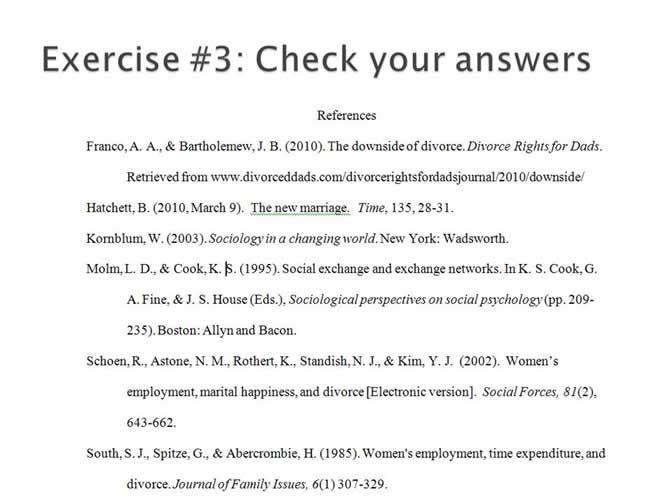 Exercise #3: Check your answers
References
Franco, A. A., & Bartholemew, J. B. (2010). The downside of divorce. Divorce Rights for Dads.
Retrieved from www.divorceddads.com/divorcerightsfordadsjournal/2010/downside/
Hatchett, B. (2010, March 9). The new marriage. Time, 135, 28-31.
Kornblum, W. (2003). Sociology in a changing world. New York: Wadsworth.
Molm, L. D., & Cook, K. S. (1995). Social exchange and exchange networks. In K. S. Cook, G.
A. Fine, & J. S. House (Eds.), Sociological perspectives on social psychology (pp. 209-
235). Boston: Allyn and Bacon.
Schoen, R., Astone, N. M., Rothert, K., Standish, N. J., & Kim, Y. J. (2002). Women's
employment, marital happiness, and divorce [Electronic version]. Social Forces, 81(2),
643-662.
South, S. J., Spitze, G., & Abercrombie, H. (1985). Women's employment, time expenditure, and
divorce. Journal of Family Issues, 6(1) 307-329.